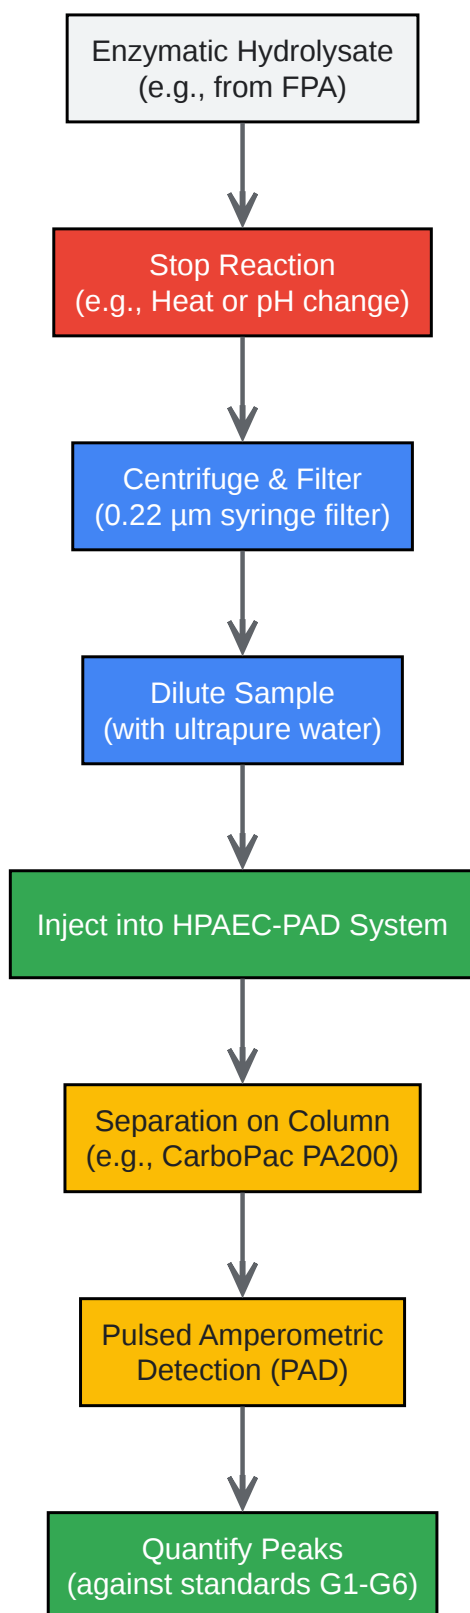 Enzymatic Hydrolysate
(e.g., from FPA)
Stop Reaction
(e.g., Heat or pH change)
Centrifuge & Filter
(0.22 µm syringe filter)
Dilute Sample
(with ultrapure water)
Inject into HPAEC-PAD System
Separation on Column
(e.g., CarboPac PA200)
Pulsed Amperometric
Detection (PAD)
Quantify Peaks
(against standards G1-G6)